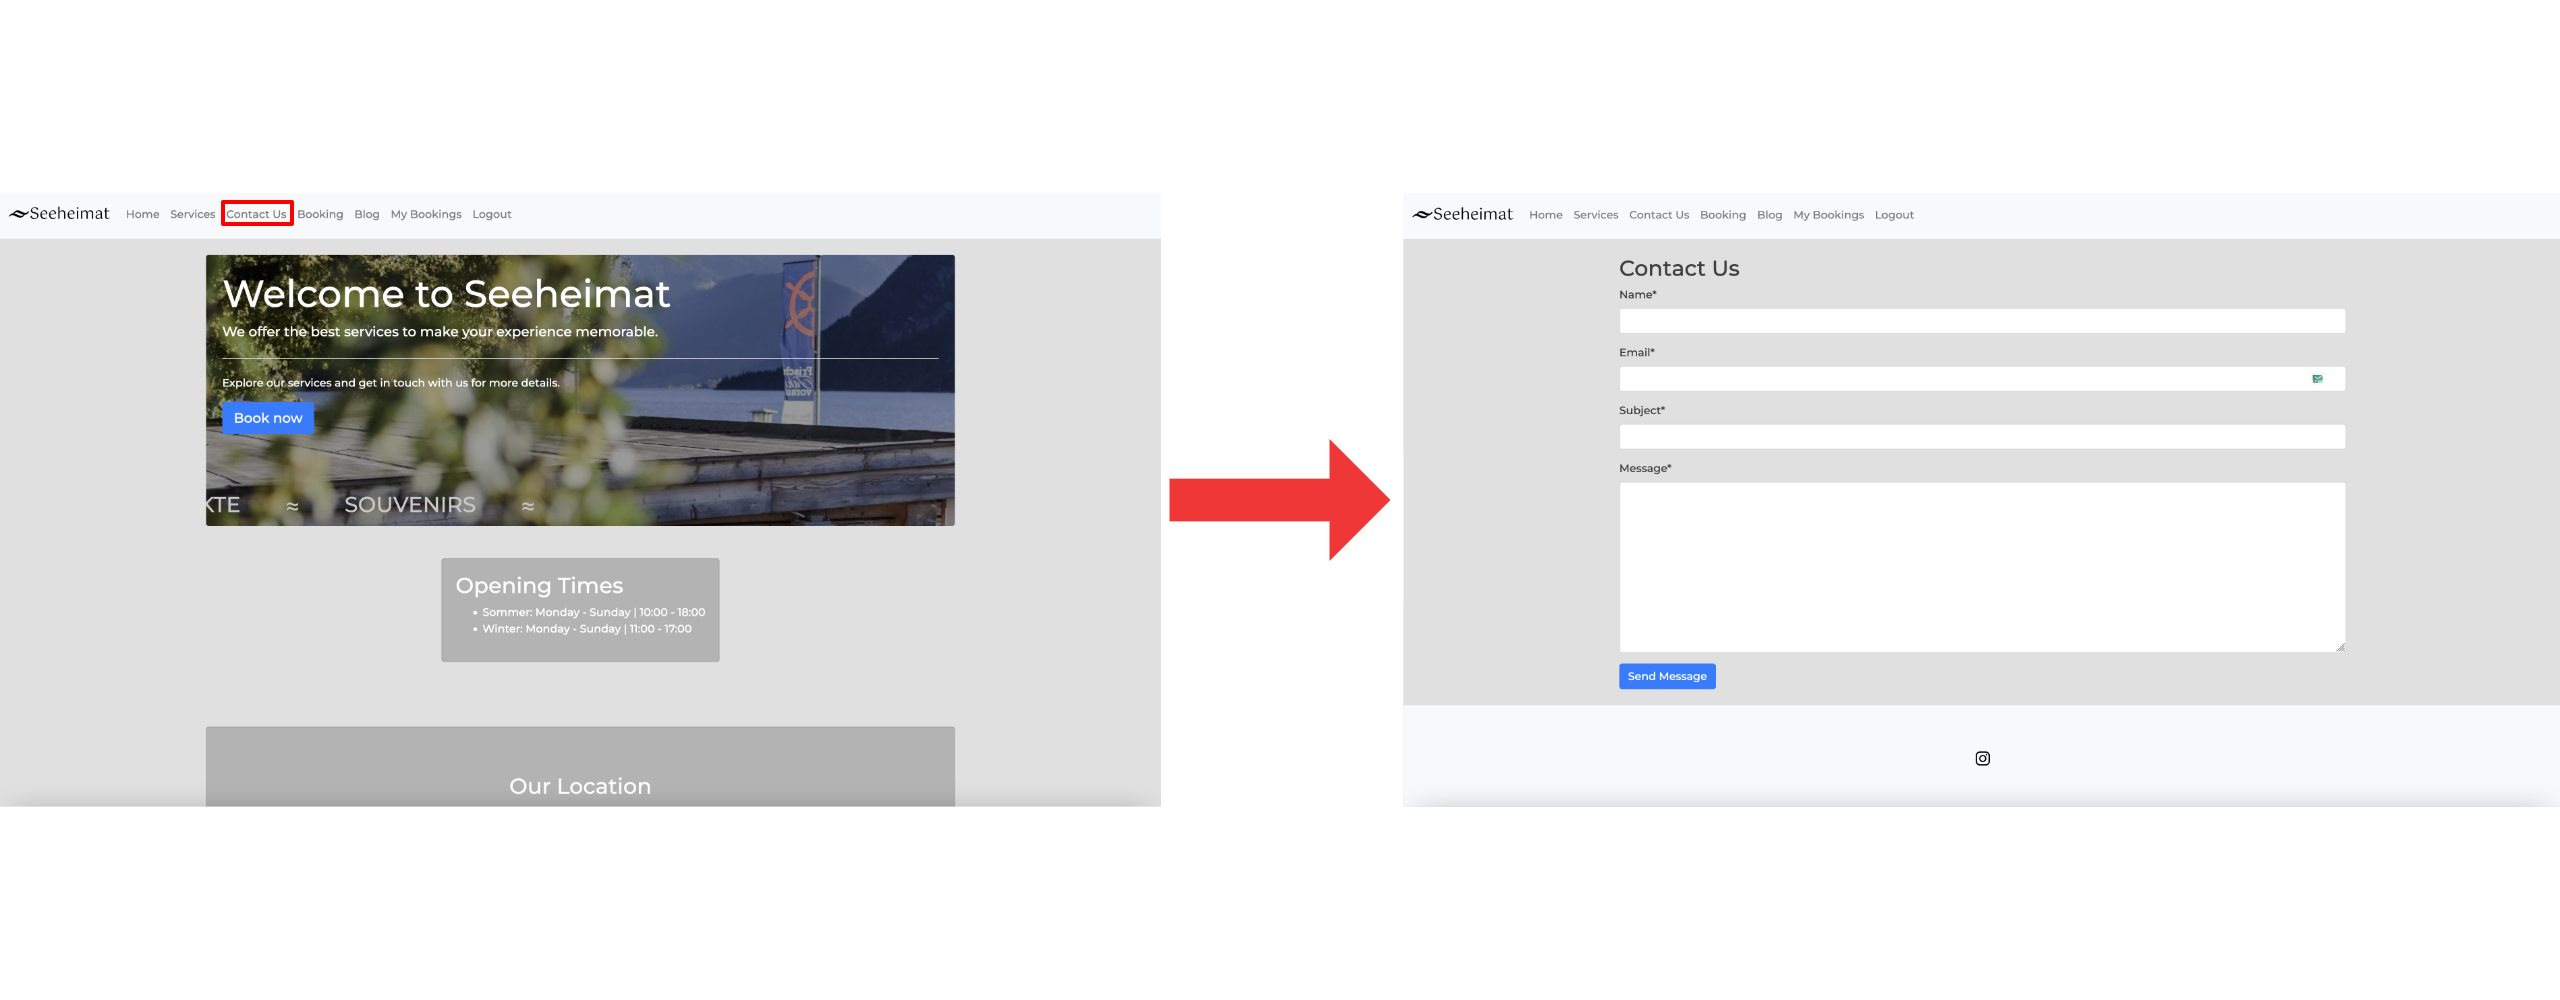 Seeheimat Home Services Contact Us Booking Blog My Bookings Logout
Welcome to Seeheimat
We offer the best services to make your experience memorable.
Explore our services and get in touch with us for more details.
Book now
KTE ≈ SOUVENIRS ≈
Opening Times
• Sommer: Monday - Sunday | 10:00 - 18:00
• Winter: Monday - Sunday | 11:00 - 17:00
Our Location
Seeheimat Home Services Contact Us Booking Blog My Bookings Logout
Contact Us
Name*
Email*
Subject*
Message*
Send Message